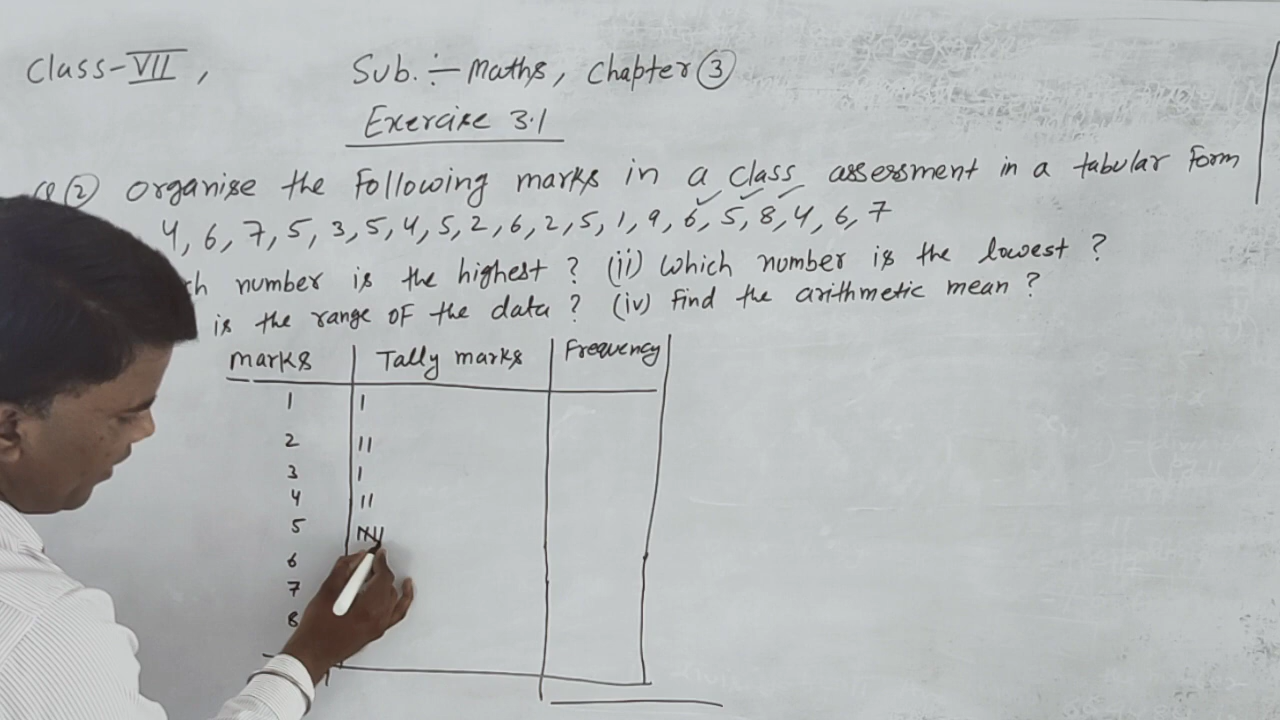 Class-VII, Sub.:- Maths, Chapter 3
Exercise 3.1
Q 2 Organise the Following marks in a class assessment in a tabular Form
4, 6, 7, 5, 3, 5, 4, 5, 2, 6, 2, 5, 1, 9, 6, 5, 8, 4, 6, 7
ch number is the highest ? (ii) Which number is the lowest ?
is the range OF the data ? (iv) Find the arithmetic mean ?
Marks Tally marks Frequency
1 |
2 ||
3 |
4 ||
5
6
7
8